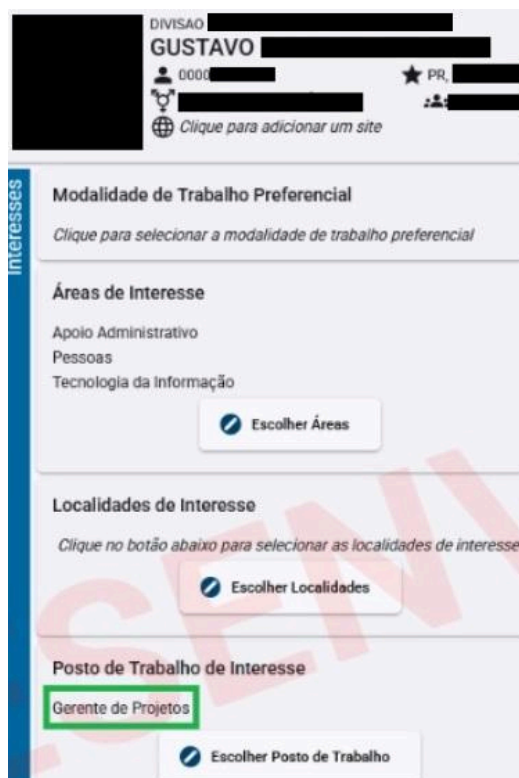 DIVISAO
GUSTAVO
0000
PR,
Clique para adicionar um site
Interesses
Modalidade de Trabalho Preferencial
Clique para selecionar a modalidade de trabalho preferencial
Áreas de Interesse
Apoio Administrativo
Pessoas
Tecnologia da Informação
Escolher Áreas
Localidades de Interesse
Clique no botão abaixo para selecionar as localidades de interesse
Escolher Localidades
Posto de Trabalho de Interesse
Gerente de Projetos
Escolher Posto de Trabalho